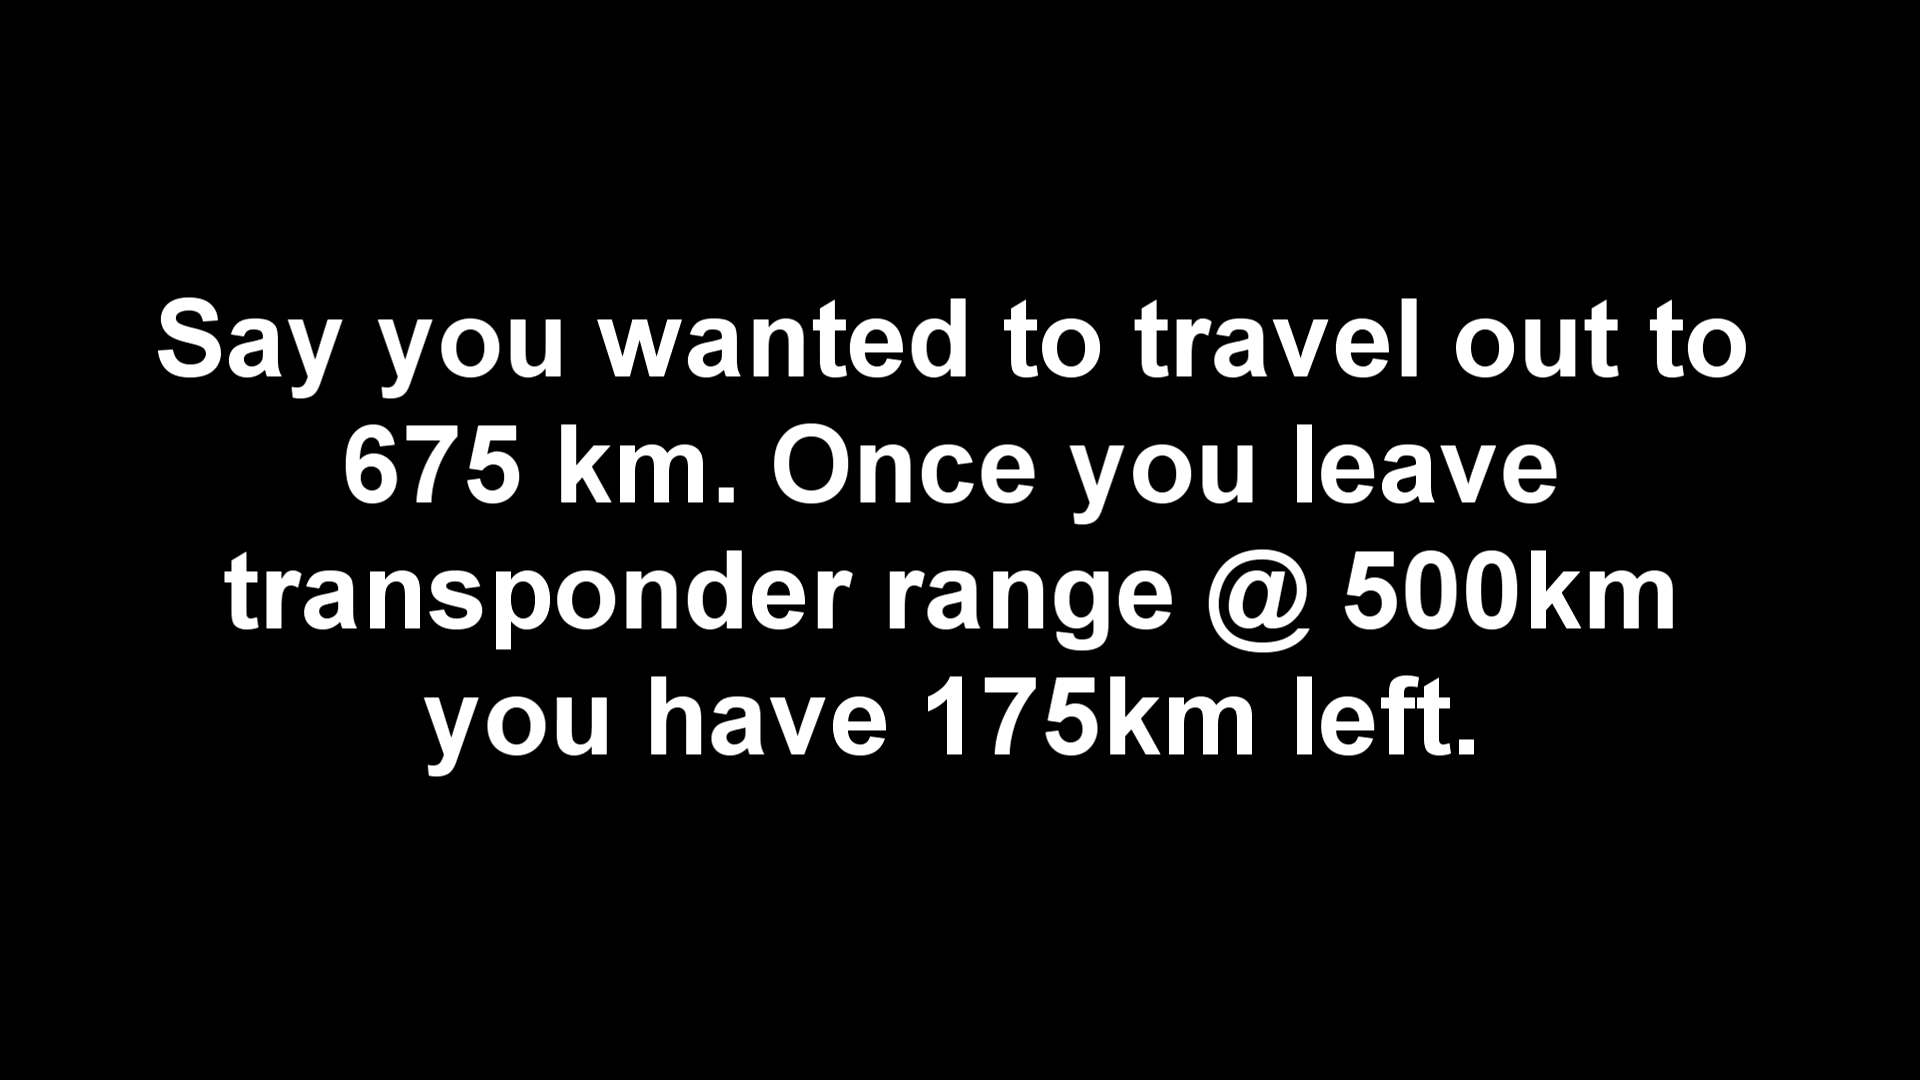 Say you wanted to travel out to
675 km. Once you leave
transponder range @ 500km
you have 175km left.